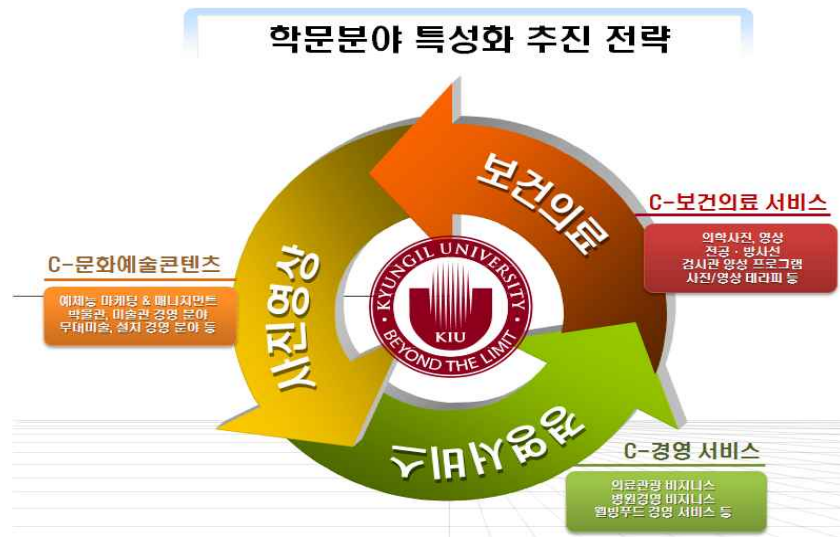 학문분야 특성화 추진 전략
보건의료
C-보건의료 서비스
의학사진, 영상
전공·방사선
검시관 양성 프로그램
사진/영상 테라피 등
C-문화예술콘텐츠
예체능 마케팅 & 매니지먼트
박물관, 미술관 경영 분야
무대미술, 설치 경영 분야 등
사진영상
KYUNGIL UNIVERSITY
KIU
BEYOND THE LIMIT
경영서비스
C-경영 서비스
의료관광 비지니스
병원경영 비지니스
웰빙푸드 경영 서비스 등